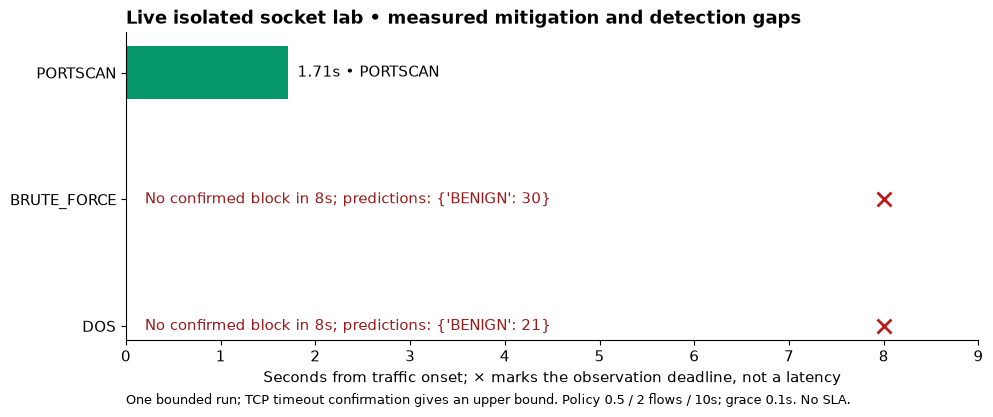 Live isolated socket lab • measured mitigation and detection gaps
PORTSCAN
1.71s • PORTSCAN
BRUTE_FORCE
No confirmed block in 8s; predictions: {'BENIGN': 30}
DOS
No confirmed block in 8s; predictions: {'BENIGN': 21}
0 1 2 3 4 5 6 7 8 9
Seconds from traffic onset; × marks the observation deadline, not a latency
One bounded run; TCP timeout confirmation gives an upper bound. Policy 0.5 / 2 flows / 10s; grace 0.1s. No SLA.